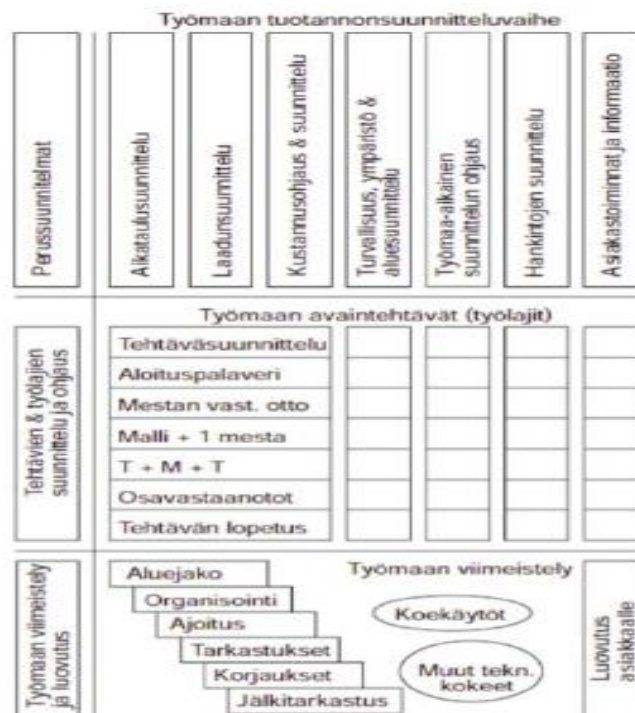 Työmaan tuotannonsuunnitteluvaihe
Perussuunnitelmat
Aikataulusuunnittelu
Laadunsuunnittelu
Kustannusohjaus & suunnittelu
Turvallisuus, ympäristö &
aluesuunnittelu
Työmaa-aikainen
suunnittelun ohjaus
Hankintojen suunnittelu
Asiakastoiminnat ja informaatio
Tehtävien & työlajien
suunnittelu ja ohjaus
Työmaan avaintehtävät (työlajit)
Tehtäväsuunnittelu
Aloituspalaveri
Mestan vast. otto
Malli + 1 mesta
T + M + T
Osavastaanotot
Tehtävän lopetus
Työmaan viimeistely
ja luovutus
Työmaan viimeistely
Aluejako
Organisointi
Ajoitus
Tarkastukset
Korjaukset
Jälkitarkastus
Koekäytöt
Muut tekn.
kokeet
Luovutus
asiakkaalle